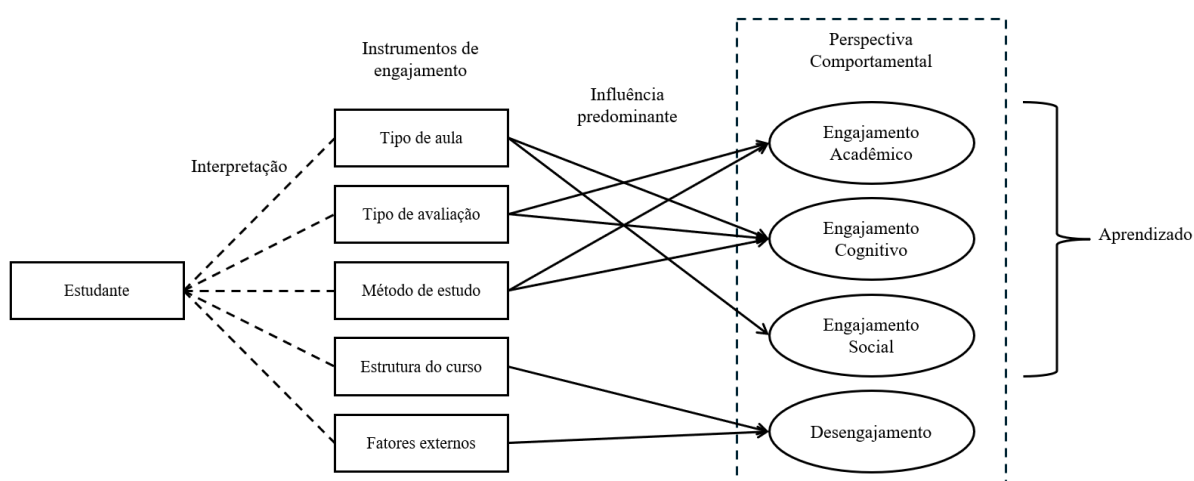 Instrumentos de
engajamento
Perspectiva
Comportamental
Influência
predominante
Interpretação
Estudante
Tipo de aula
Tipo de avaliação
Método de estudo
Estrutura do curso
Fatores externos
Engajamento
Acadêmico
Engajamento
Cognitivo
Engajamento
Social
Desengajamento
Aprendizado